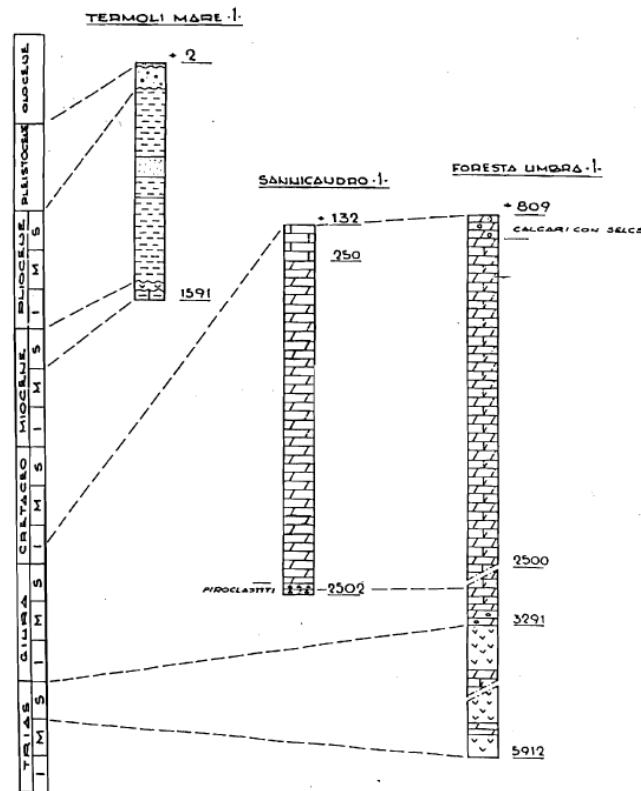 TERMOLI MARE ·1·
+ 2
1591
SANNICANDRO ·1·
+ 132
250
PIROCLASTITI
2502
FORESTA UMBRA ·1·
+ 809
CALCARI CON SELCE
2500
3291
5912
OLOCENE
PLEISTOCENE
PLIOCENE
S
M
I
MIOCENE
S
M
I
CRETACEO
S
M
I
GIURA
S
M
I
TRIAS
S
M
I